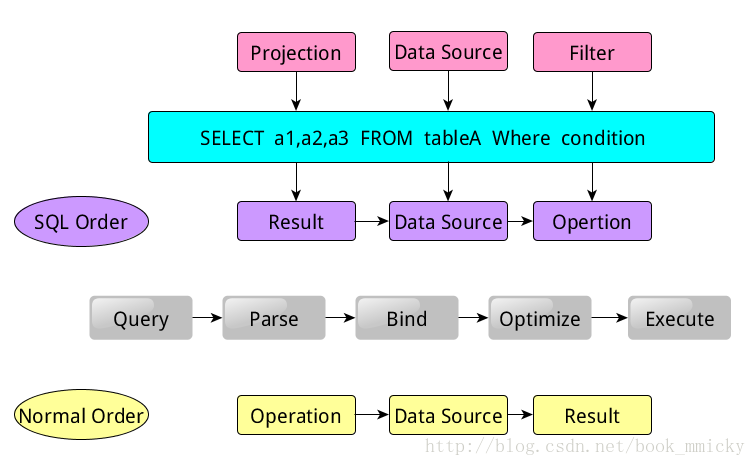 Projection Data Source Filter
SELECT a1,a2,a3 FROM tableA Where condition
SQL Order Result Data Source Opertion
Query Parse Bind Optimize Execute
Normal Order Operation Data Source Result
http://blog.csdn.net/book_mmicky